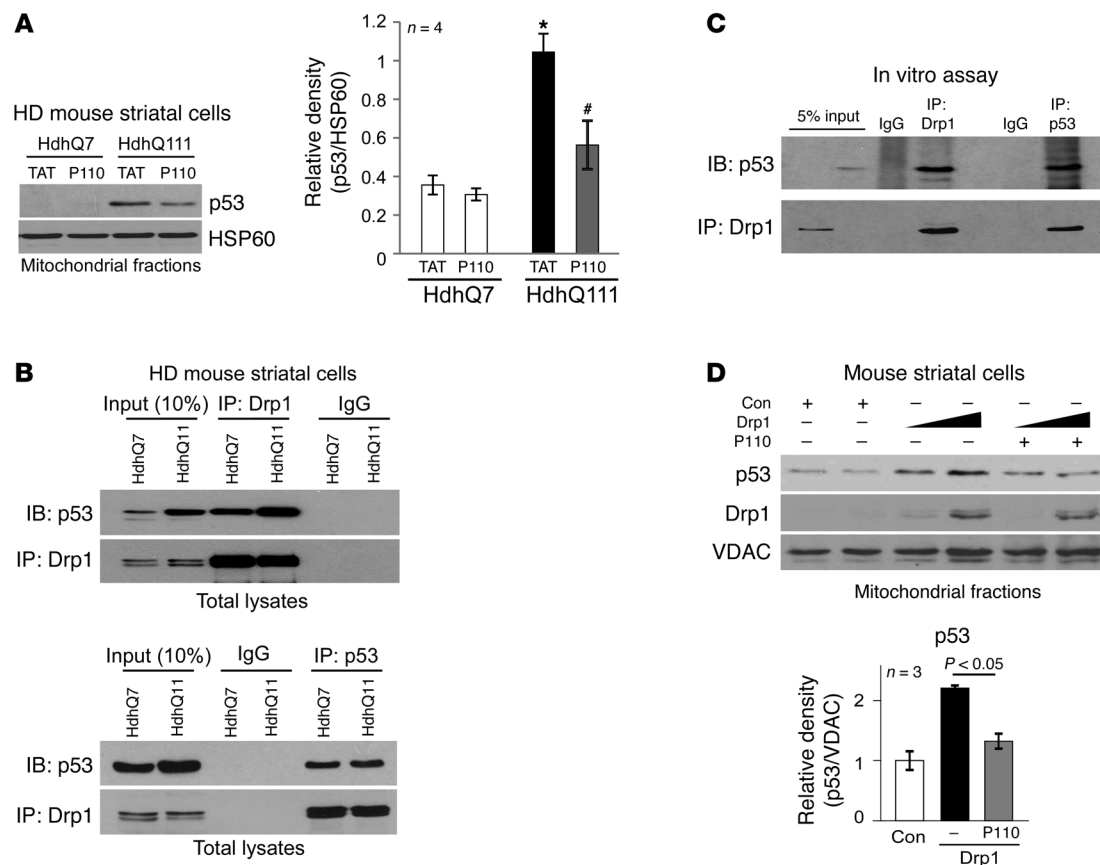 A
HD mouse striatal cells
HdhQ7 HdhQ111
TAT P110 TAT P110
p53
HSP60
Mitochondrial fractions
n = 4
1.2
1
0.8
0.6
0.4
0.2
0
Relative density
(p53/HSP60)
*
#
TAT P110 TAT P110
HdhQ7 HdhQ111
C
In vitro assay
5% input IgG IP: Drp1 IgG IP: p53
IB: p53
IP: Drp1
B
HD mouse striatal cells
Input (10%) IP: Drp1 IgG
HdhQ7 HdhQ11 HdhQ7 HdhQ11 HdhQ7 HdhQ11
IB: p53
IP: Drp1
Total lysates
Input (10%) IgG IP: p53
HdhQ7 HdhQ11 HdhQ7 HdhQ11 HdhQ7 HdhQ11
IB: p53
IP: Drp1
Total lysates
D
Mouse striatal cells
Con + + – – – –
Drp1 – –
P110 – – – – + +
p53
Drp1
VDAC
Mitochondrial fractions
p53
n = 3
P < 0.05
2
1
0
Relative density
(p53/VDAC)
Con – P110
Drp1